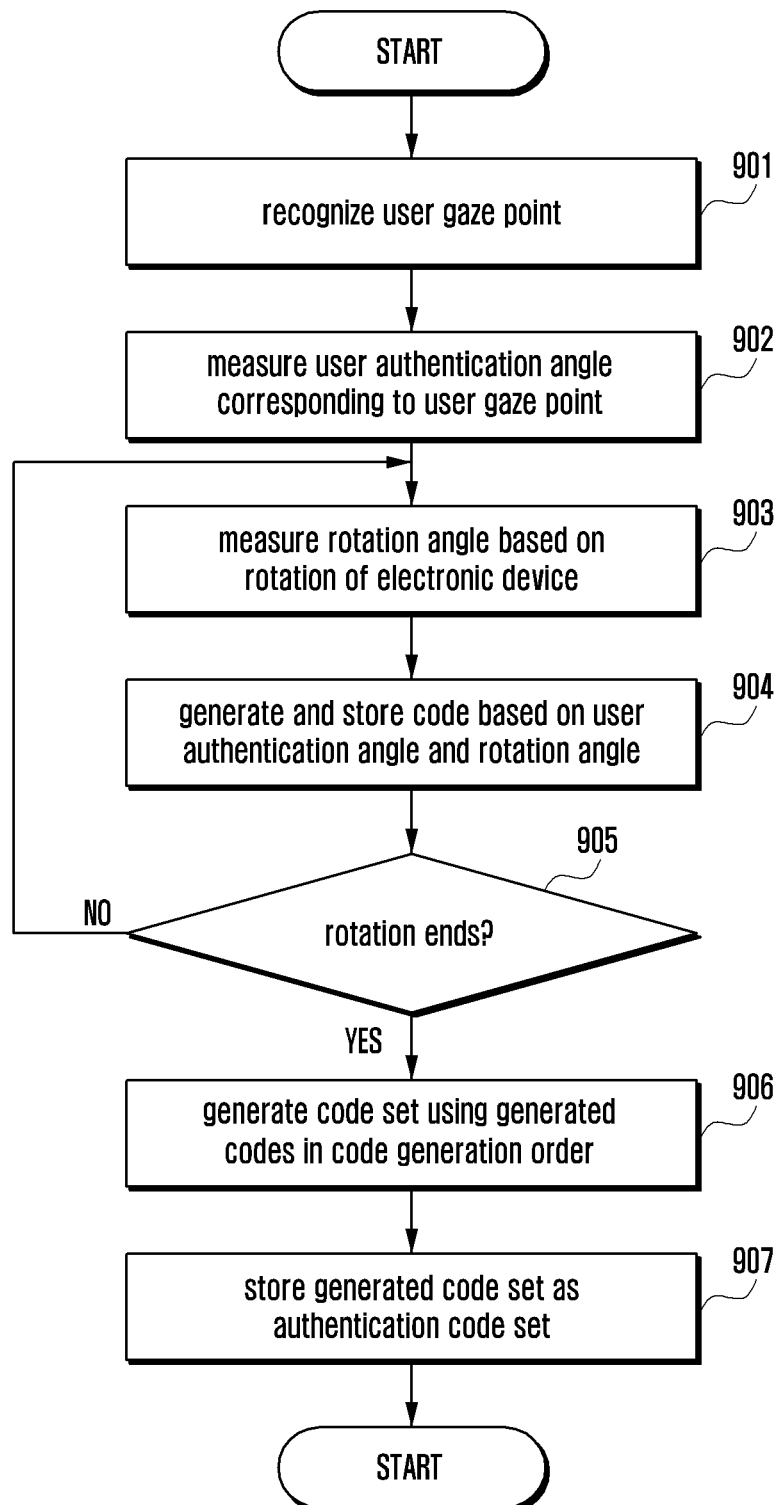 START
901
recognize user gaze point
902
measure user authentication angle
corresponding to user gaze point
903
measure rotation angle based on
rotation of electronic device
904
generate and store code based on user
authentication angle and rotation angle
905
rotation ends?
NO
YES
906
generate code set using generated
codes in code generation order
907
store generated code set as
authentication code set
START